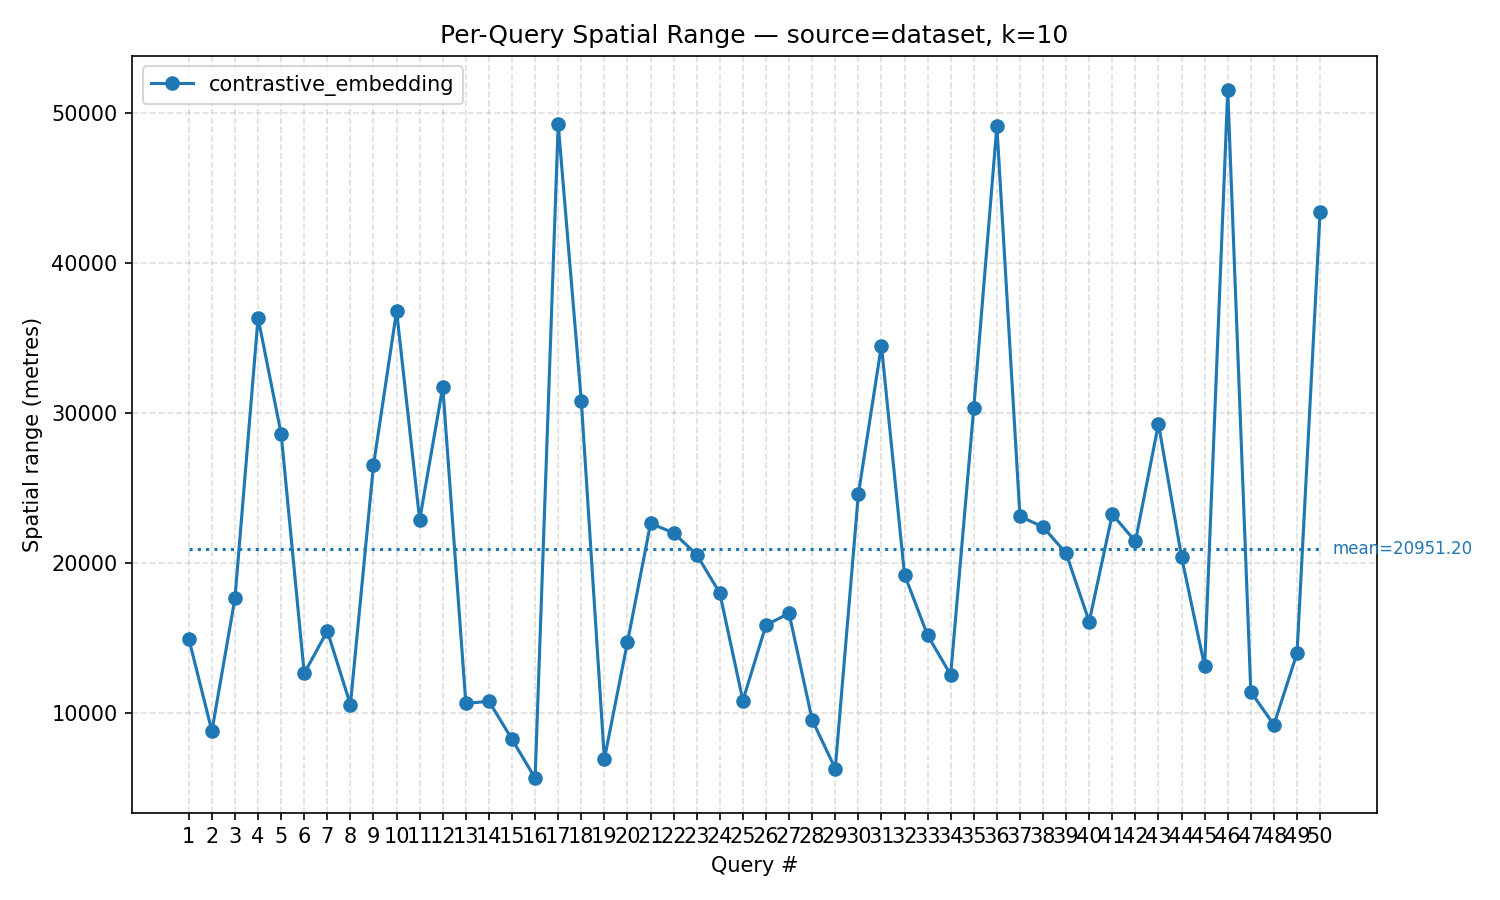 Per-Query Spatial Range — source=dataset, k=10
contrastive_embedding
50000
40000
30000
20000
10000
Spatial range (metres)
mean=20951.20
1 2 3 4 5 6 7 8 9 10 11 12 13 14 15 16 17 18 19 20 21 22 23 24 25 26 27 28 29 30 31 32 33 34 35 36 37 38 39 40 41 42 43 44 45 46 47 48 49 50
Query #